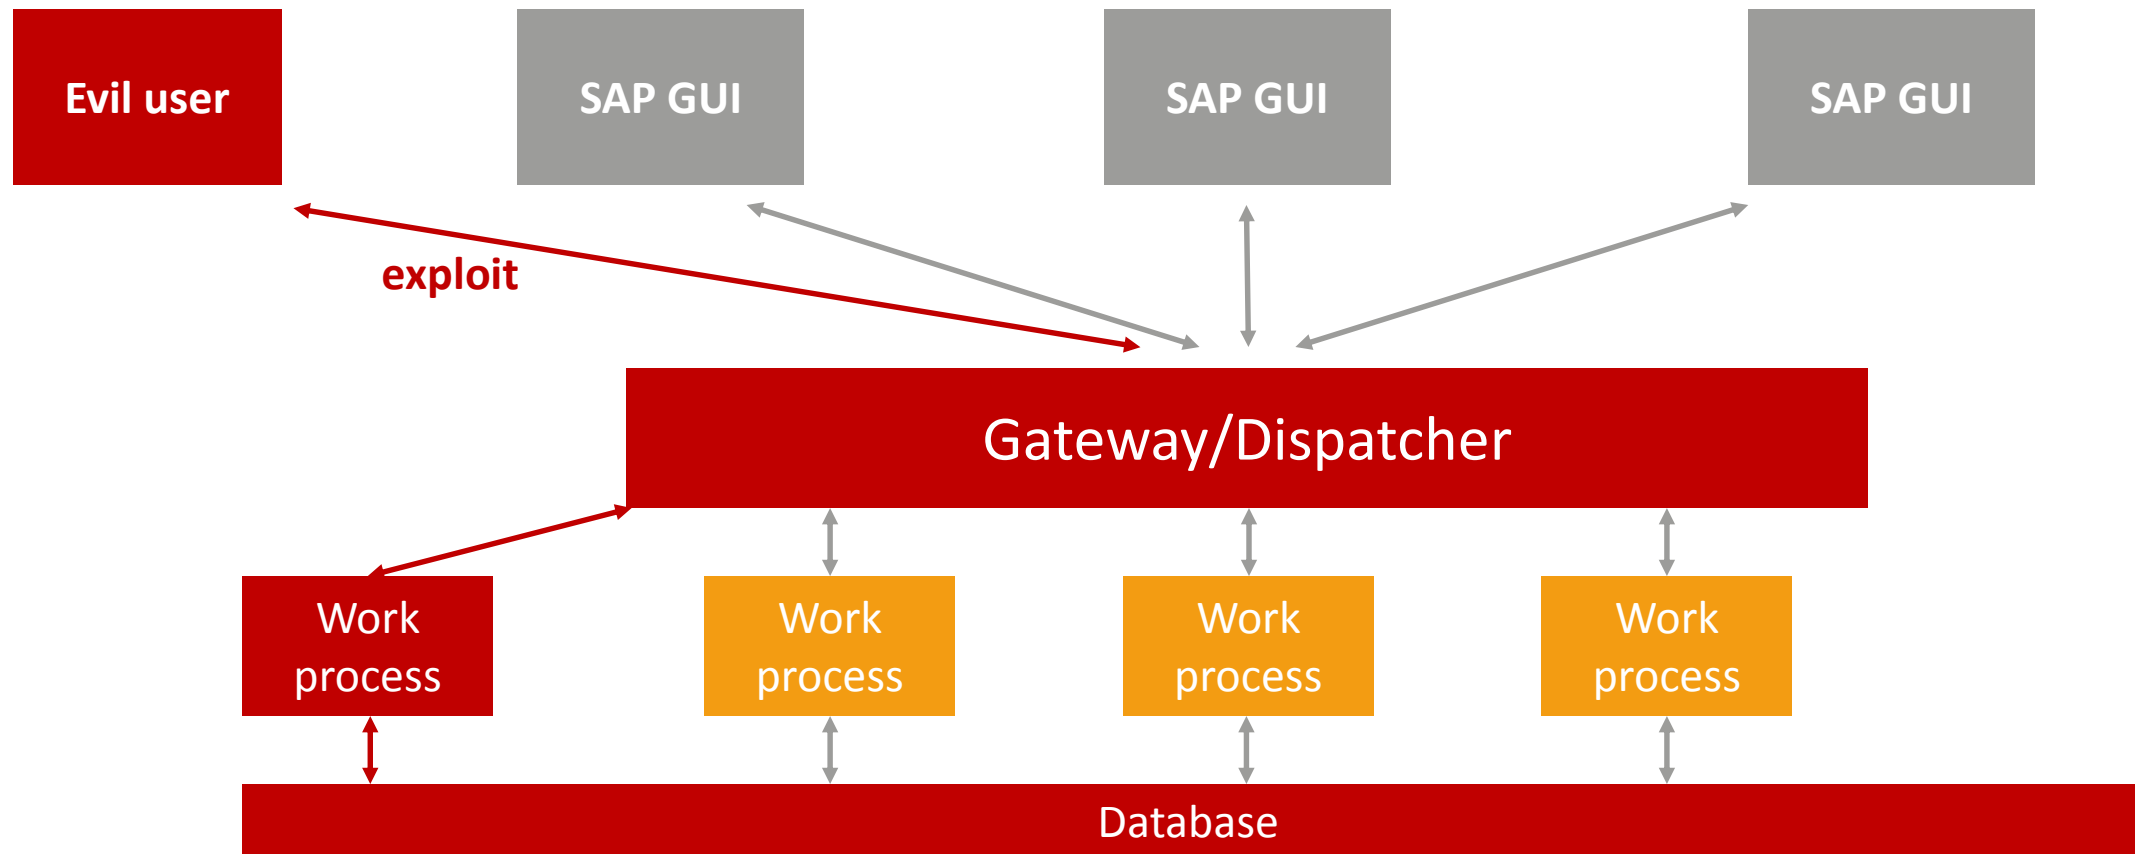 Evil user
SAP GUI
SAP GUI
SAP GUI
exploit
Gateway/Dispatcher
Work
process
Work
process
Work
process
Work
process
Database